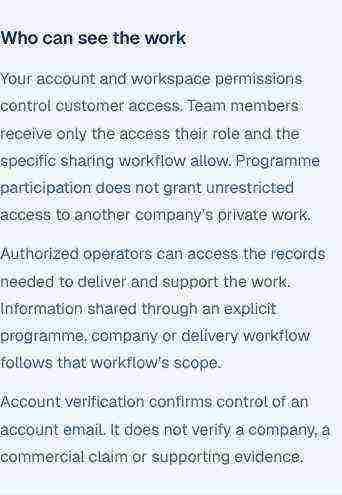 Who can see the work
Your account and workspace permissions
control customer access. Team members
receive only the access their role and the
specific sharing workflow allow. Programme
participation does not grant unrestricted
access to another company's private work.
Authorized operators can access the records
needed to deliver and support the work.
Information shared through an explicit
programme, company or delivery workflow
follows that workflow's scope.
Account verification confirms control of an
account email. It does not verify a company, a
commercial claim or supporting evidence.